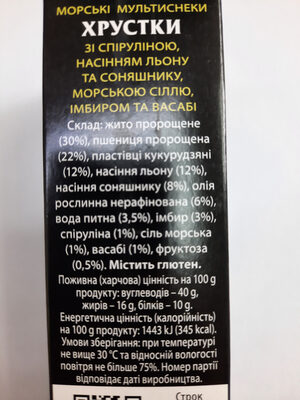 МОРСЬКІ МУЛЬТИСНЕКИ
ХРУСТКИ
ЗІ СПІРУЛІНОЮ,
НАСІННЯМ ЛЬОНУ
ТА СОНЯШНИКУ,
МОРСЬКОЮ СІЛЛЮ,
ІМБИРОМ ТА ВАСАБІ
Склад: жито пророщене
(30%), пшениця пророщена
(22%), пластівці кукурудзяні
(12%), насіння льону (12%),
насіння соняшнику (8%), олія
рослинна нерафінована (6%),
вода питна (3,5%), імбир (3%),
спіруліна (1%), сіль морська
(1%), васабі (1%), фруктоза
(0,5%). Містить глютен.
Поживна (харчова) цінність на 100 g
продукту: вуглеводів – 40 g,
жирів – 16 g, білків – 10 g.
Енергетична цінність (калорійність)
на 100 g продукту: 1443 kJ (345 kcal).
Умови зберігання: при температурі
не вище 30 °C та відносній вологості
повітря не більше 75%. Номер партії
відповідає даті виробництва.
Строк